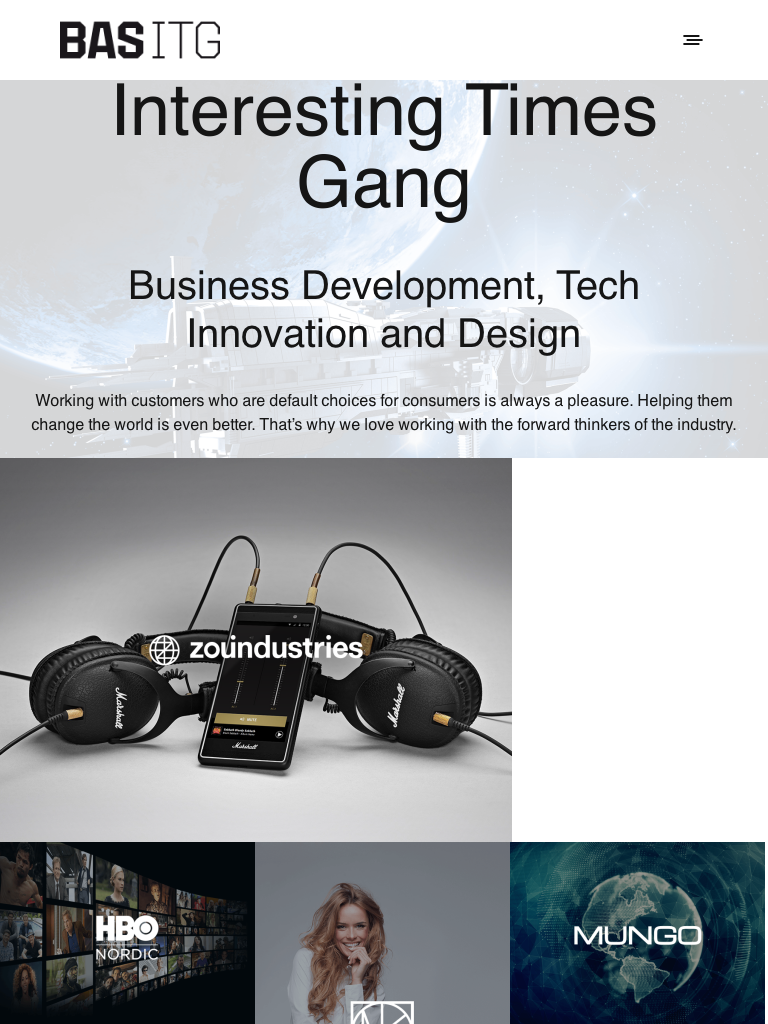 BAS ITG
Interesting Times
Gang
Business Development, Tech
Innovation and Design
Working with customers who are default choices for consumers is always a pleasure. Helping them
change the world is even better. That’s why we love working with the forward thinkers of the industry.
zoundustries
Marshall
Marshall
Marshall
HBO
NORDIC
MUNGO